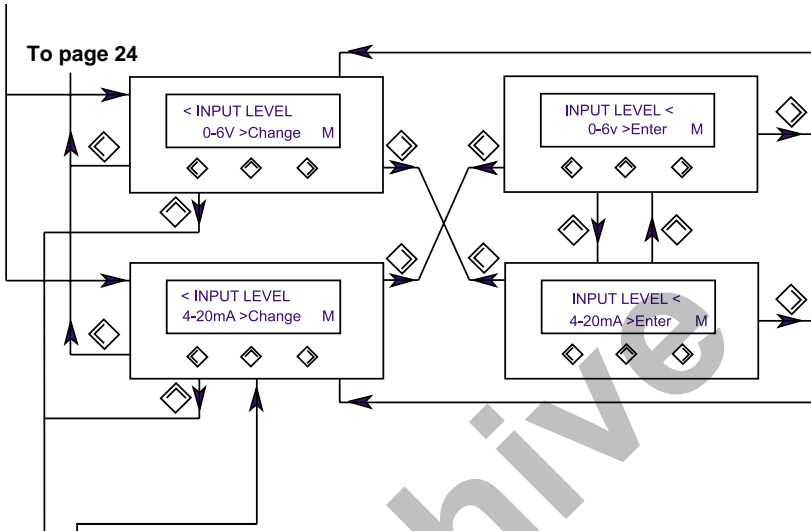 To page 24
< INPUT LEVEL
0-6V >Change M
INPUT LEVEL <
0-6v >Enter M
< INPUT LEVEL
4-20mA >Change M
INPUT LEVEL <
4-20mA >Enter M
hive